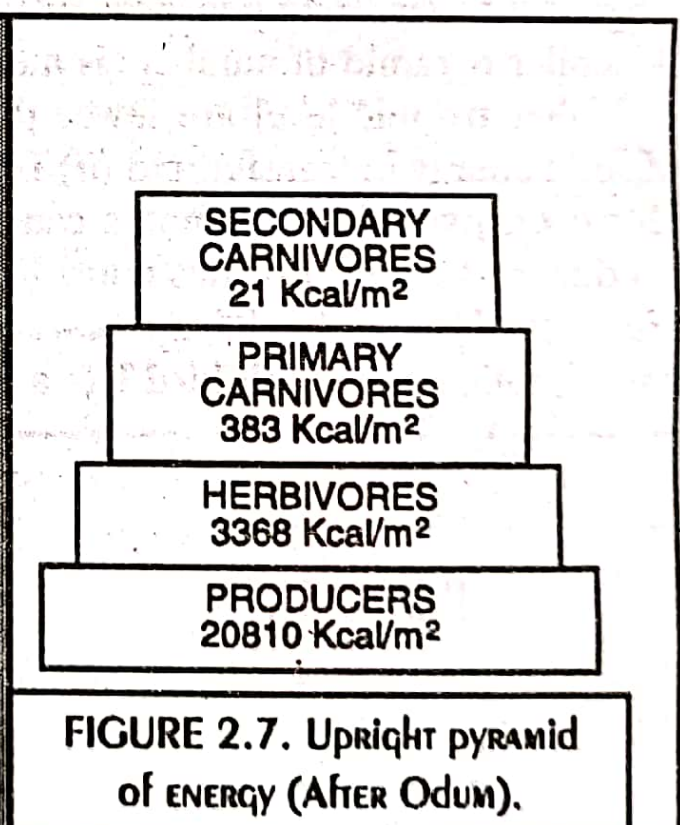 SECONDARY
CARNIVORES
21 Kcal/m²
PRIMARY
CARNIVORES
383 Kcal/m²
HERBIVORES
3368 Kcal/m²
PRODUCERS
20810 Kcal/m²
FIGURE 2.7. Upright pyramid
of energy (After Odum).